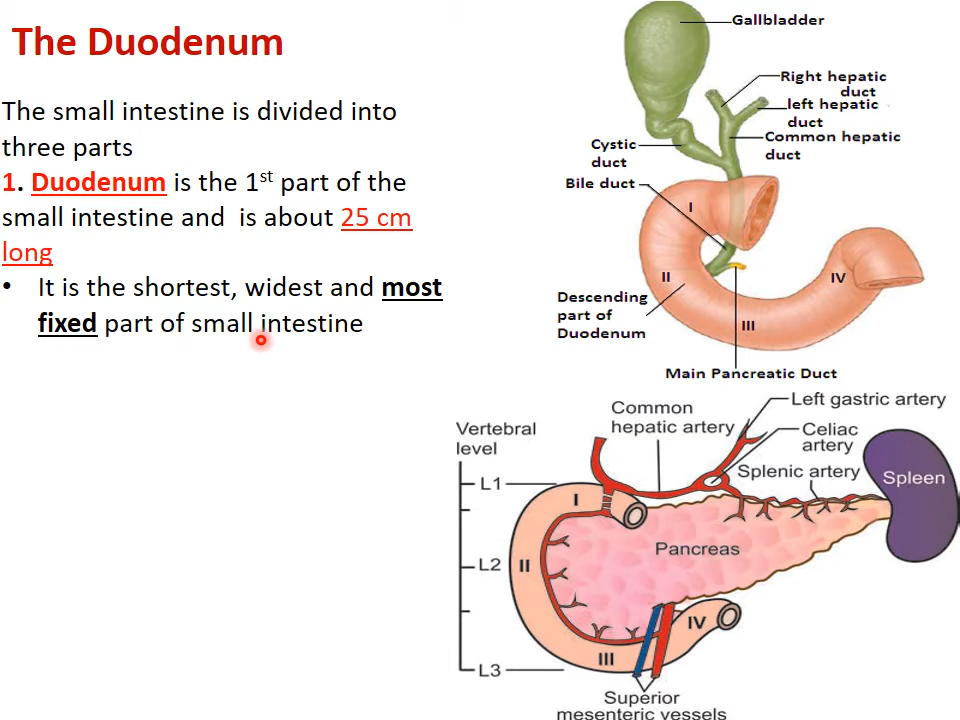 The Duodenum
The small intestine is divided into
three parts
1. Duodenum is the 1st part of the
small intestine and  is about 25 cm
long
• It is the shortest, widest and most
fixed part of small intestine
Gallbladder
Right hepatic
duct
left hepatic
duct
Common hepatic
duct
Cystic
duct
Bile duct
I
II
III
IV
Descending
part of
Duodenum
Main Pancreatic Duct
Left gastric artery
Common
hepatic artery
Celiac
artery
Splenic artery
Spleen
Vertebral
level
L1
L2
L3
I
II
III
IV
Pancreas
Superior
mesenteric vessels